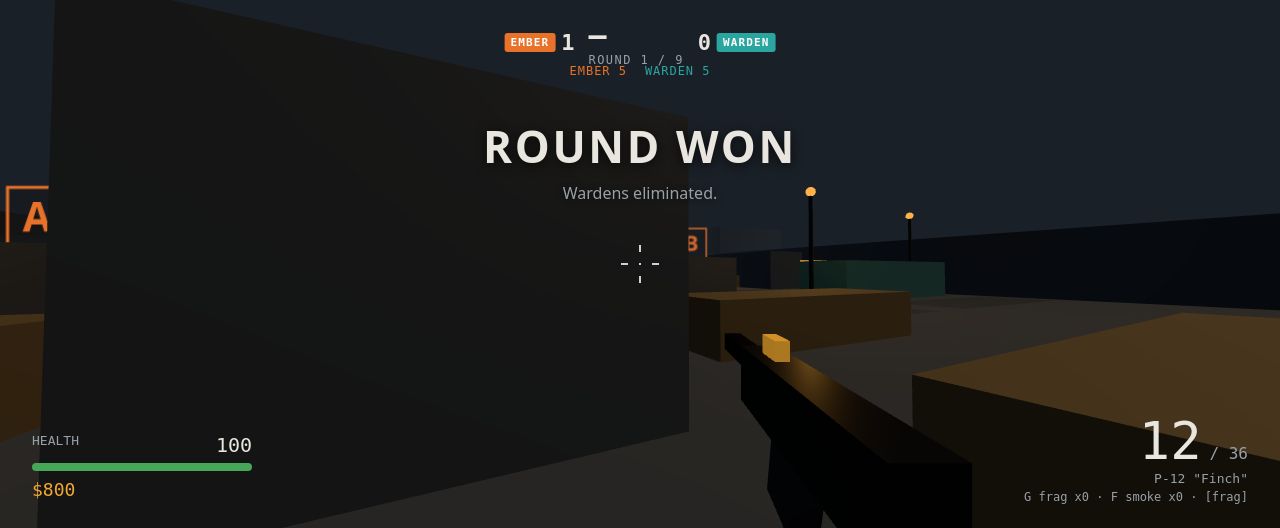 EMBER 1 — 0 WARDEN
ROUND 1 / 9
EMBER 5 WARDEN 5
ROUND WON
Wardens eliminated.
A
B
HEALTH 100
$800
12 / 36
P-12 "Finch"
G frag x0 · F smoke x0 · [frag]